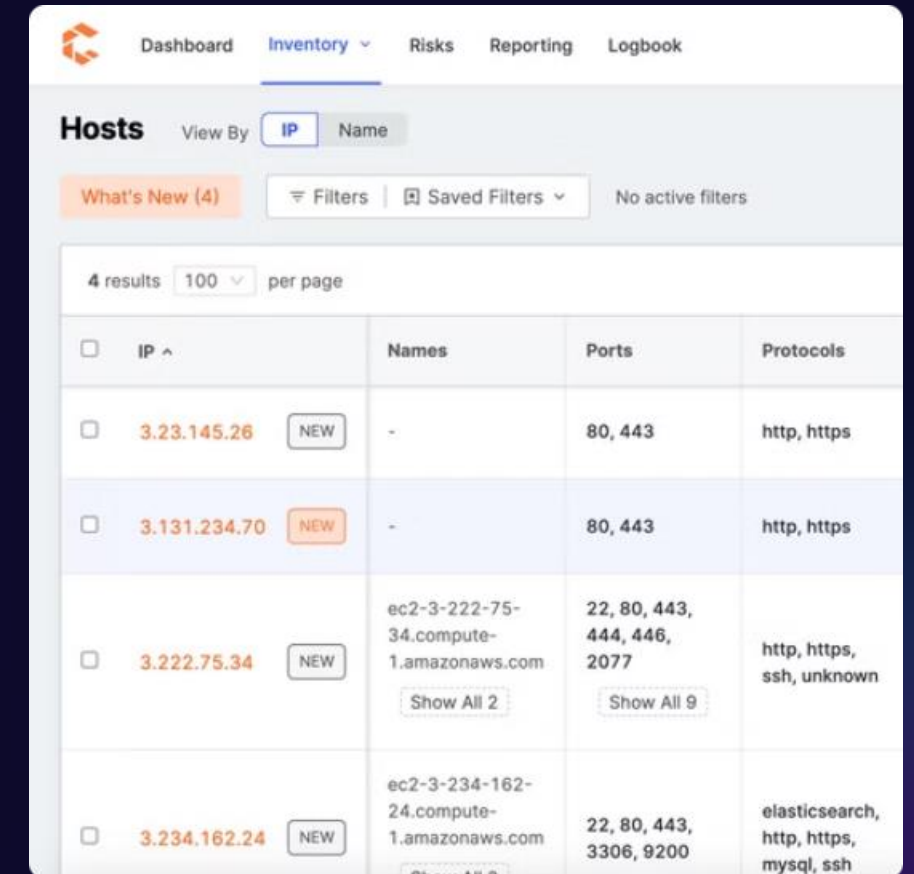 Dashboard Inventory Risks Reporting Logbook
Hosts View By IP Name
What's New (4) Filters Saved Filters No active filters
4 results 100 per page
IP Names Ports Protocols
3.23.145.26 NEW - 80, 443 http, https
3.131.234.70 NEW - 80, 443 http, https
3.222.75.34 NEW
ec2-3-222-75-
34.compute-
1.amazonaws.com
Show All 2
22, 80, 443,
444, 446,
2077
Show All 9
http, https,
ssh, unknown
3.234.162.24 NEW
ec2-3-234-162-
24.compute-
1.amazonaws.com
22, 80, 443,
3306, 9200
elasticsearch,
http, https,
mysql, ssh